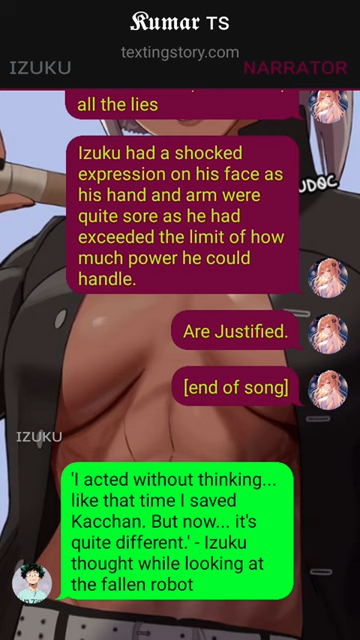 Kumar TS
textingstory.com
IZUKU
NARRATOR
all the lies
Izuku had a shocked
expression on his face as
his hand and arm were
quite sore as he had
exceeded the limit of how
much power he could
handle.
Are Justified.
[end of song]
IZUKU
'I acted without thinking...
like that time I saved
Kacchan. But now... it's
quite different.' - Izuku
thought while looking at
the fallen robot